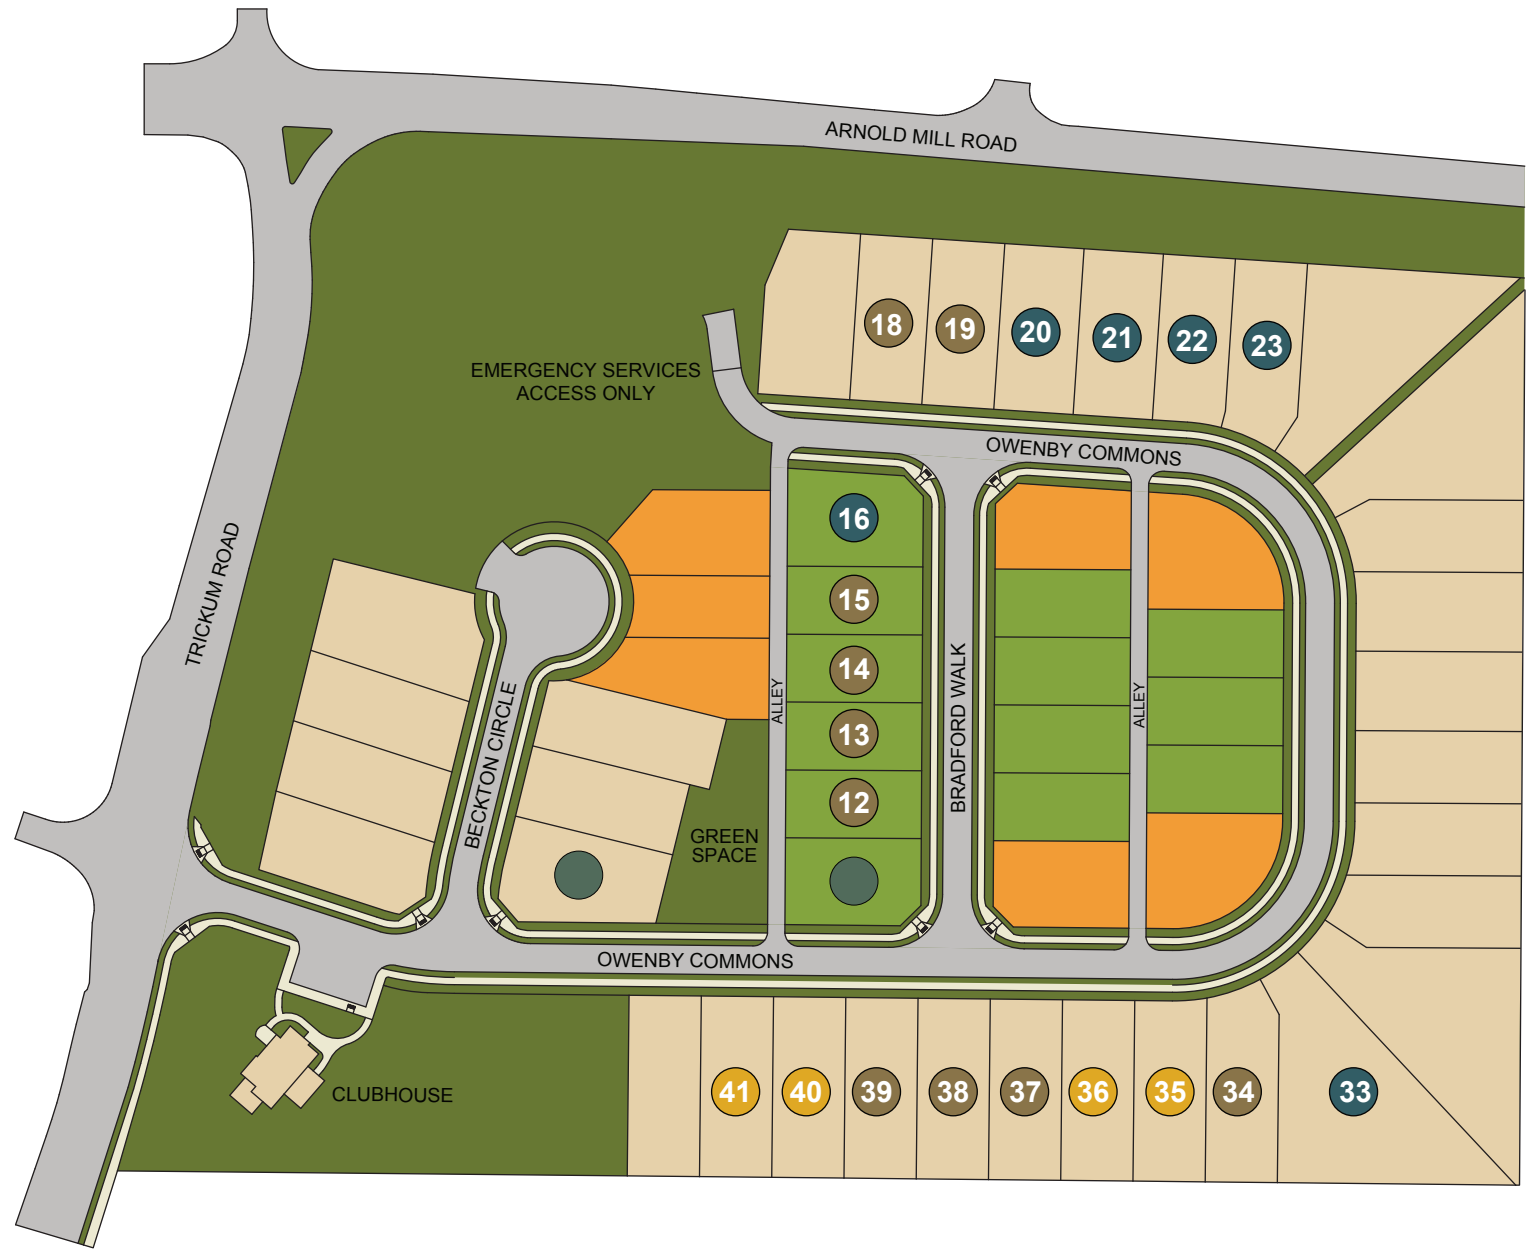 ARNOLD MILL ROAD
18
19
20
21
22
23
EMERGENCY SERVICES
ACCESS ONLY
OWENBY COMMONS
TRICKUM ROAD
16
15
14
13
12
ALLEY
BRADFORD WALK
ALLEY
BECKTON CIRCLE
GREEN
SPACE
OWENBY COMMONS
CLUBHOUSE
41
40
39
38
37
36
35
34
33